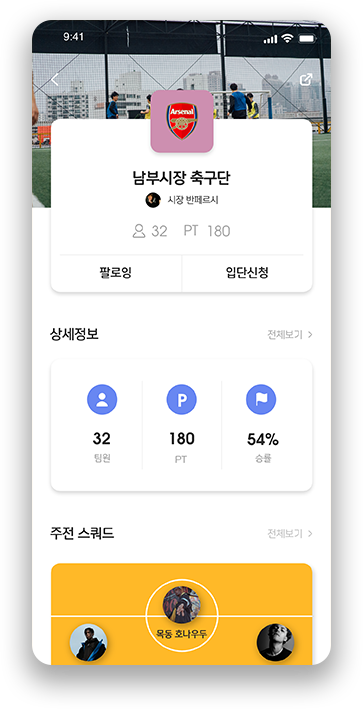 9:41
Arsenal
남부시장 축구단
시장 반페르시
32 PT 180
팔로잉 입단신청
상세정보 전체보기 >
P
32 180 54%
팀원 PT 승률
주전 스쿼드 전체보기 >
목동 호나우두